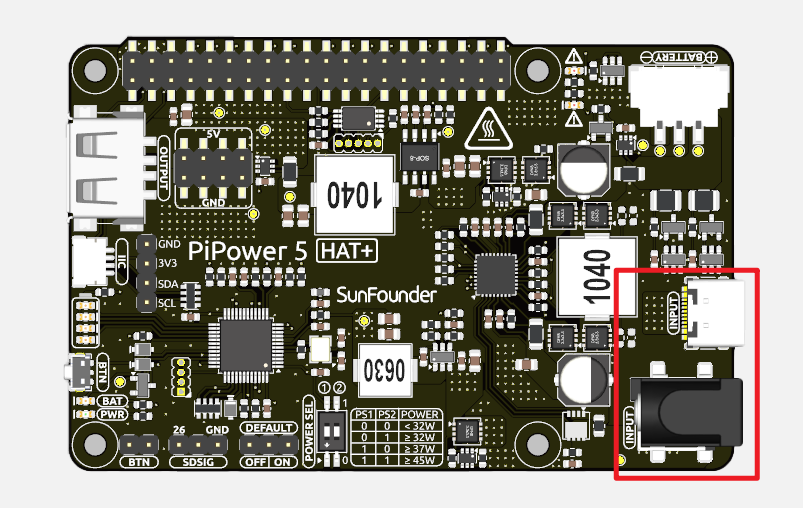 ⊖ BATTERY ⊕
5V
OUTPUT
SOP-8
GND
1040
PiPower 5 HAT+
IIC
GND
3V3
SDA
SCL
1040
SunFounder
INPUT
0630
BTN
BAT
PWR
INPUT
26 GND
DEFAULT
BTN
SDSIG
OFF ON
POWER SEL
① ②
1
0
PS1 PS2 POWER
0 0 < 32W
0 1 ≥ 32W
1 0 ≥ 37W
1 1 ≥ 45W